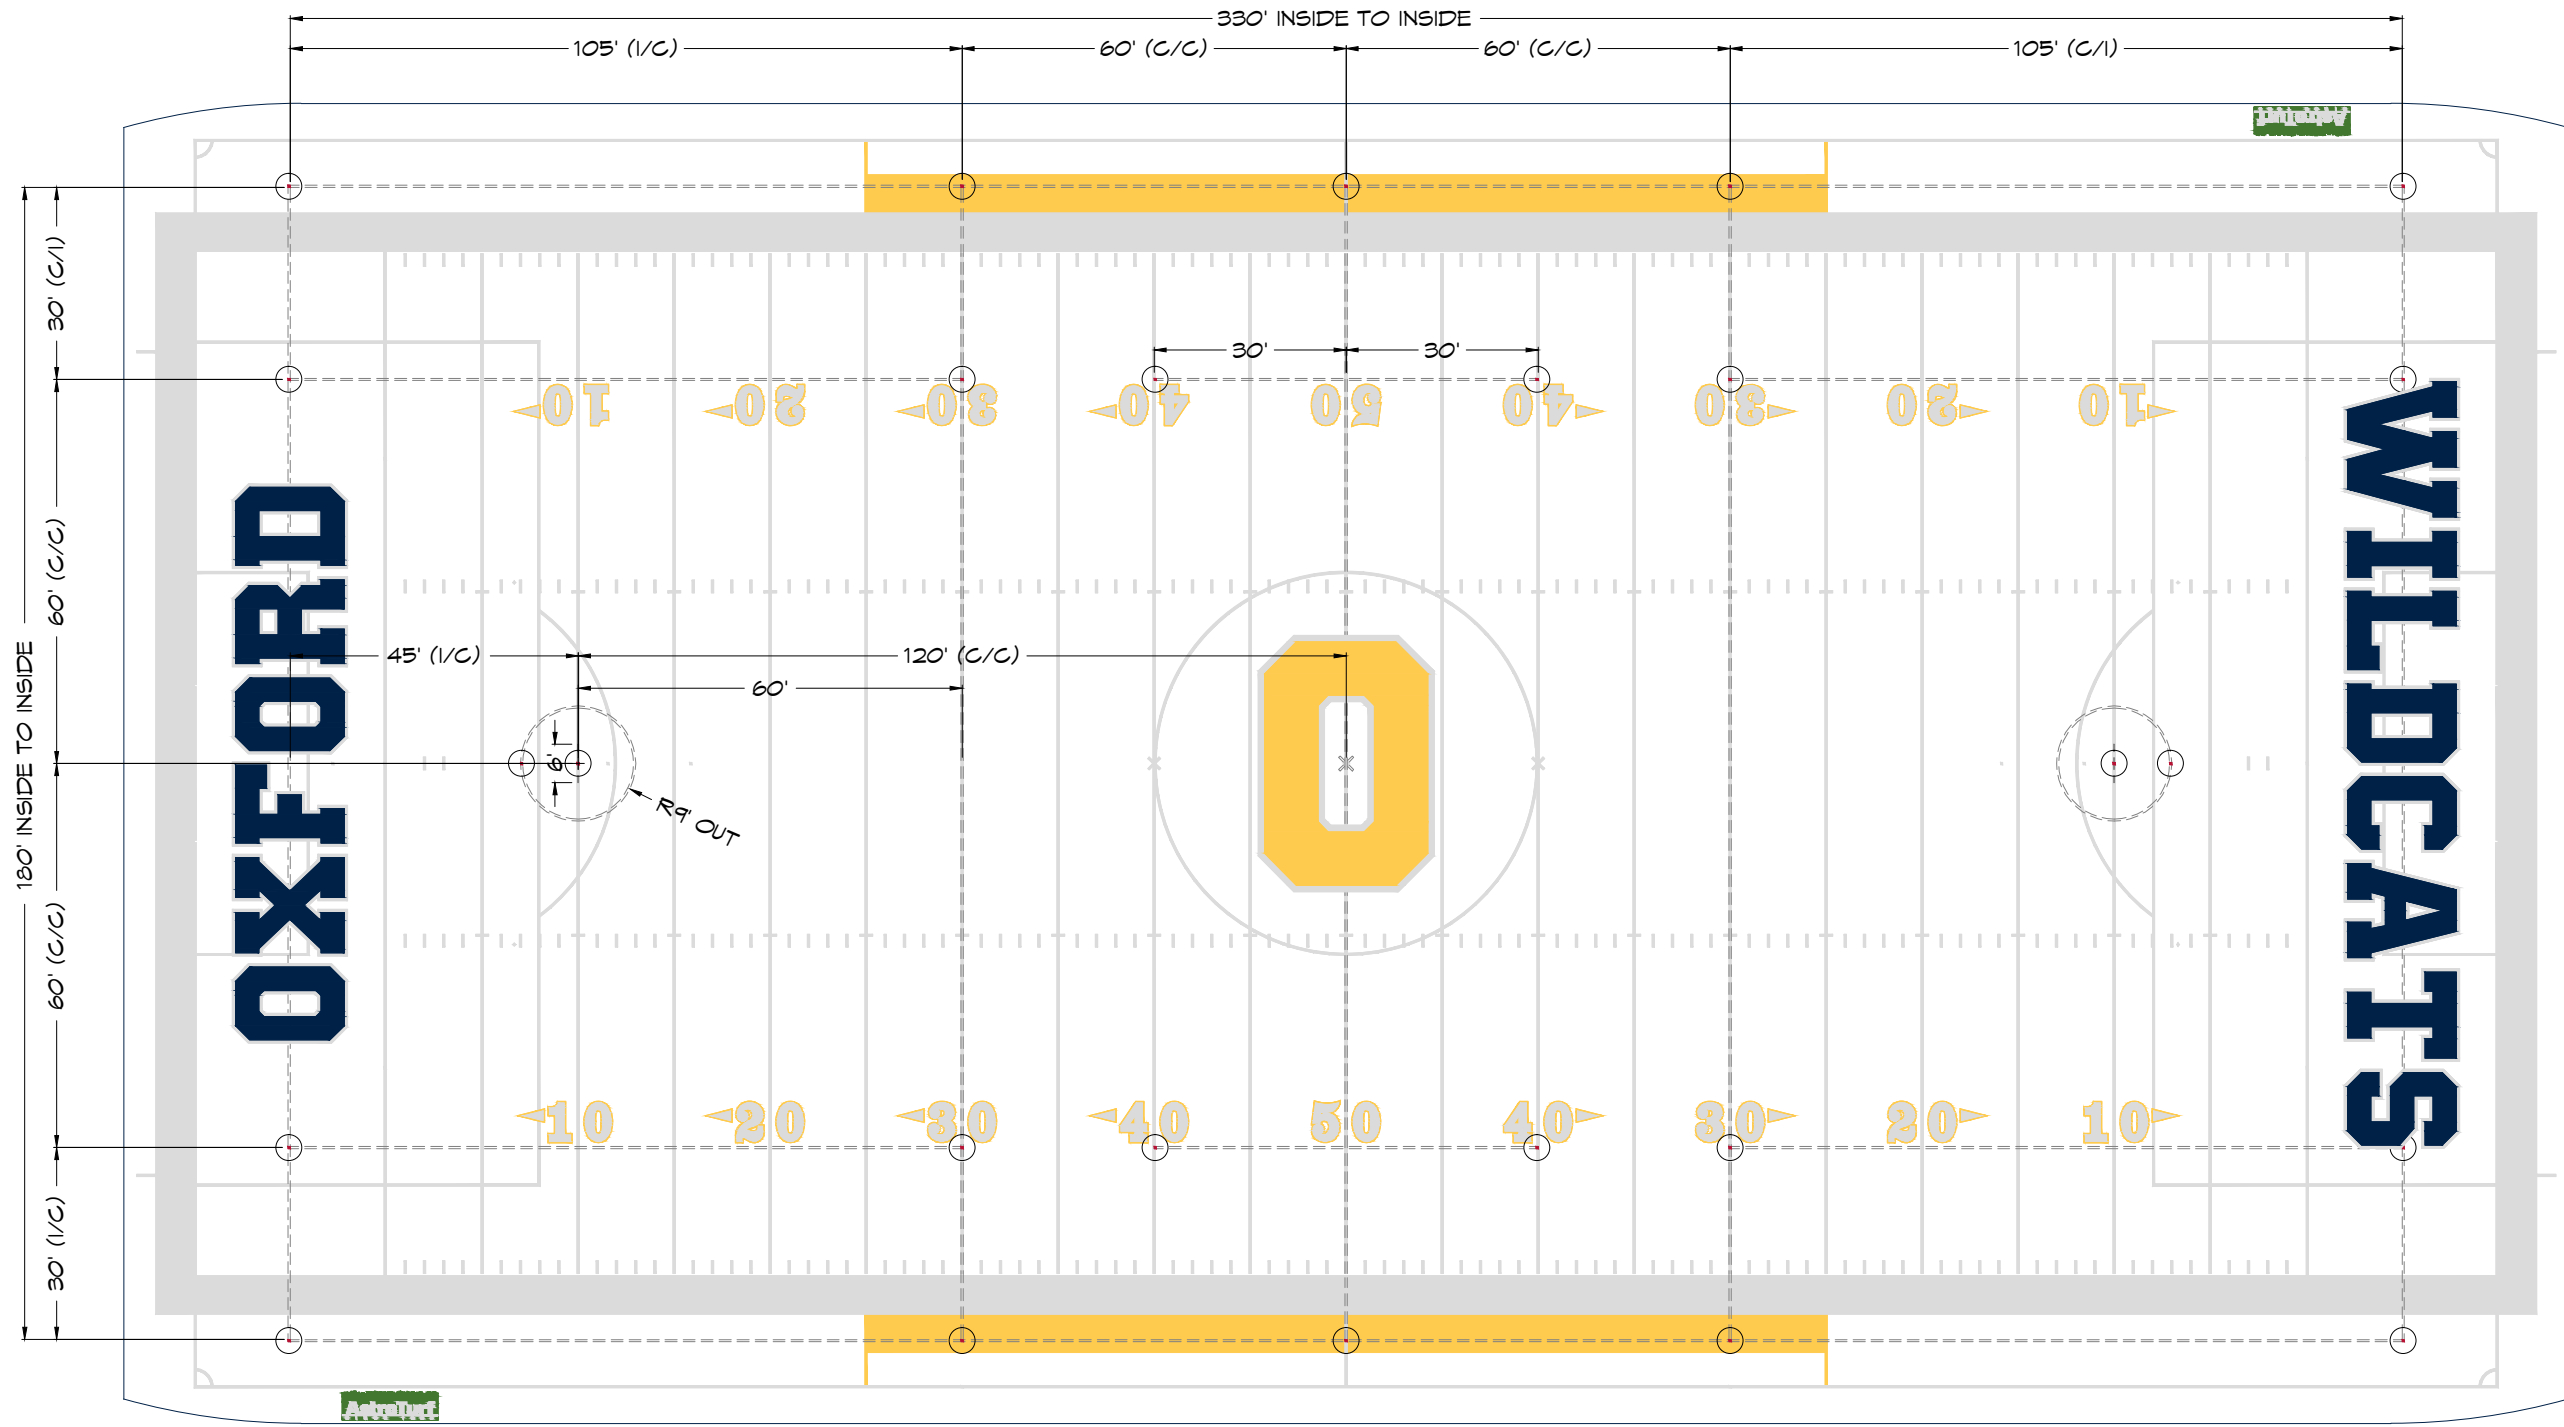 330' INSIDE TO INSIDE
105' (I/C)
60' (C/C)
60' (C/C)
105' (C/I)
AstroTurf
180' INSIDE TO INSIDE
30' (C/I)
60' (C/C)
60' (C/C)
30' (I/C)
30'
30'
10 20 30 40 50 40 30 20 10
OXFORD
WILDCATS
45' (I/C)
120' (C/C)
60'
6'
R9' OUT
O
10 20 30 40 50 40 30 20 10
AstroTurf